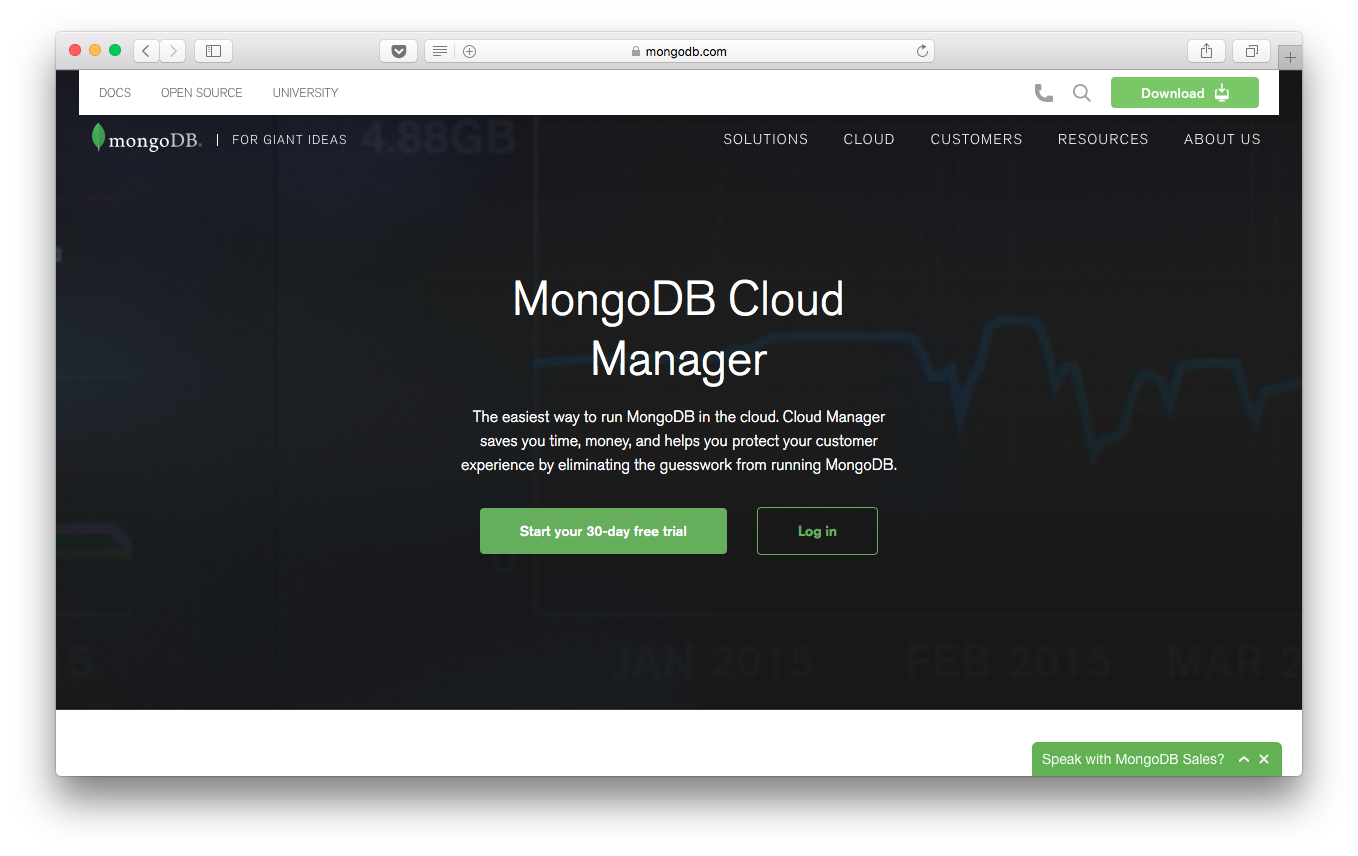 mongodb.com
DOCS OPEN SOURCE UNIVERSITY Download
mongoDB. | FOR GIANT IDEAS 4.88GB SOLUTIONS CLOUD CUSTOMERS RESOURCES ABOUT US
MongoDB Cloud
Manager
The easiest way to run MongoDB in the cloud. Cloud Manager
saves you time, money, and helps you protect your customer
experience by eliminating the guesswork from running MongoDB.
Start your 30-day free trial Log in
0
15 JAN 2015 FEB 2015 MAR 2
Speak with MongoDB Sales?